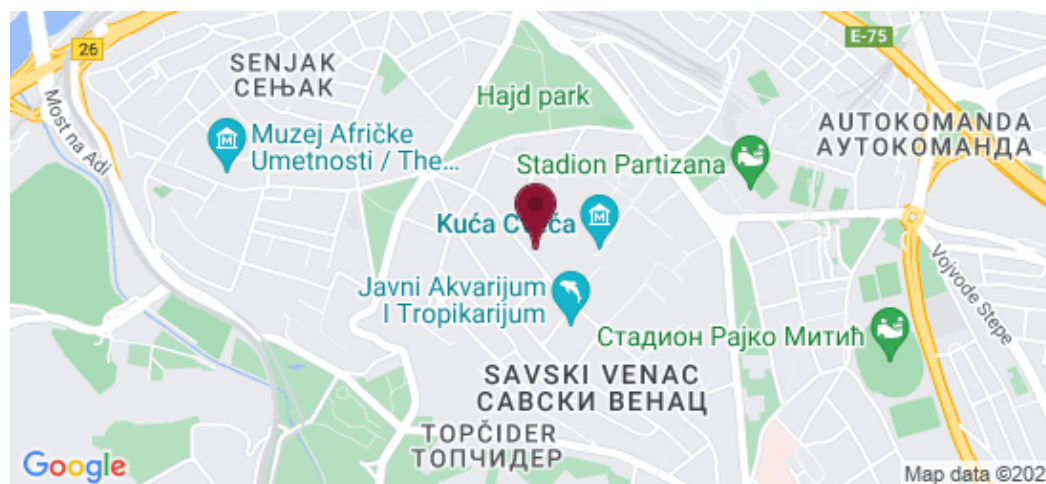 26
E-75
SENJAK
СЕЊАК
Most na Adi
Hajd park
AUTOKOMANDA
АУТОКОМАНДА
Muzej Afričke
Umetnosti / The...
Stadion Partizana
Kuća
Vojvode Stepe
Javni Akvarijum
I Tropikarijum
Стадион Рајко Митић
SAVSKI VENAC
САВСКИ ВЕНАЦ
TOPČIDER
ТОПЧИДЕР
Google
Map data ©202